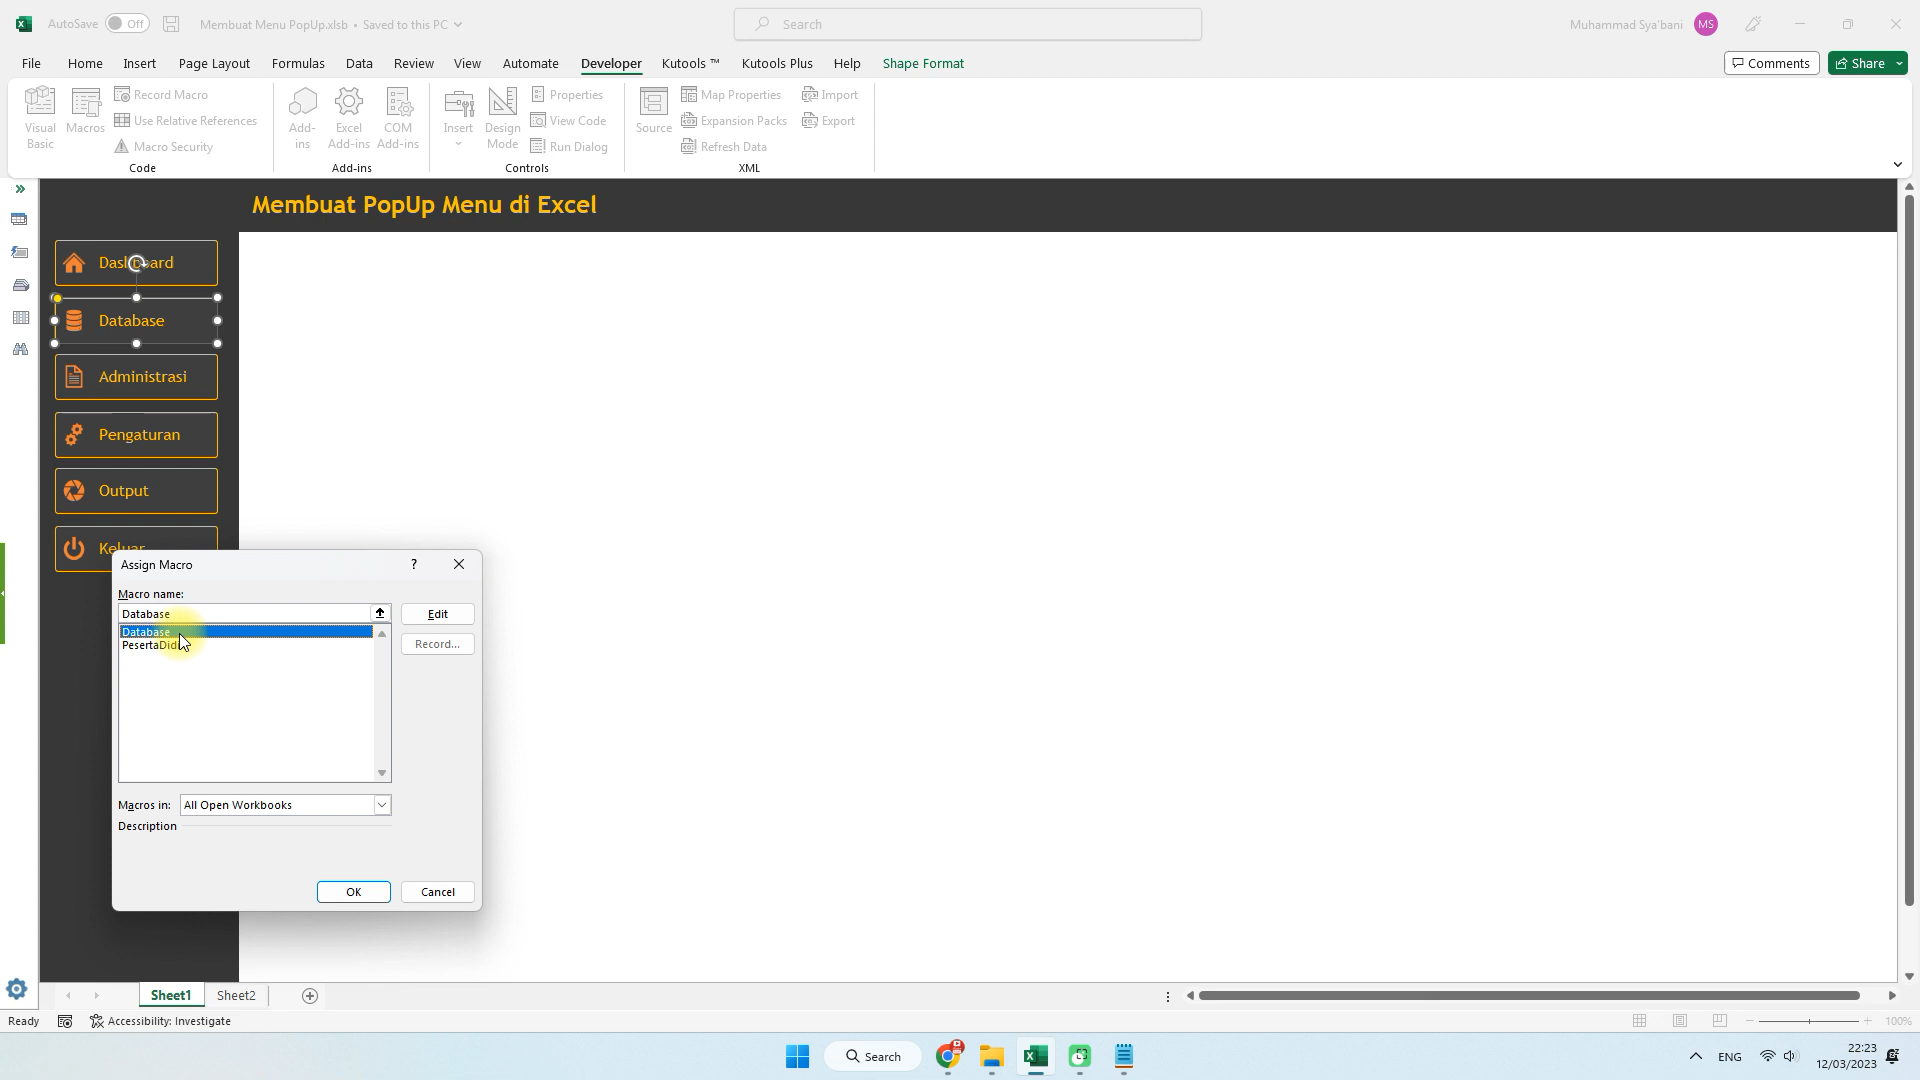 AutoSave Off Membuat Menu PopUp.xlsb • Saved to this PC Search Muhammad Sya'bani MS
File Home Insert Page Layout Formulas Data Review View Automate Developer Kutools ™ Kutools Plus Help Shape Format Comments Share
Visual Basic
Macros
Record Macro
Use Relative References
Macro Security
Code
Add-ins
Excel Add-ins
COM Add-ins
Add-ins
Insert
Design Mode
Properties
View Code
Run Dialog
Controls
Source
Map Properties
Expansion Packs
Refresh Data
Import
Export
XML
Membuat PopUp Menu di Excel
Dashboard
Database
Administrasi
Pengaturan
Output
Keluar
Assign Macro ?
Macro name:
Database Edit
Database
PesertaDidik
Record...
Macros in: All Open Workbooks
Description
OK Cancel
Sheet1 Sheet2
Ready Accessibility: Investigate 100%
Search ENG 22:23
12/03/2023